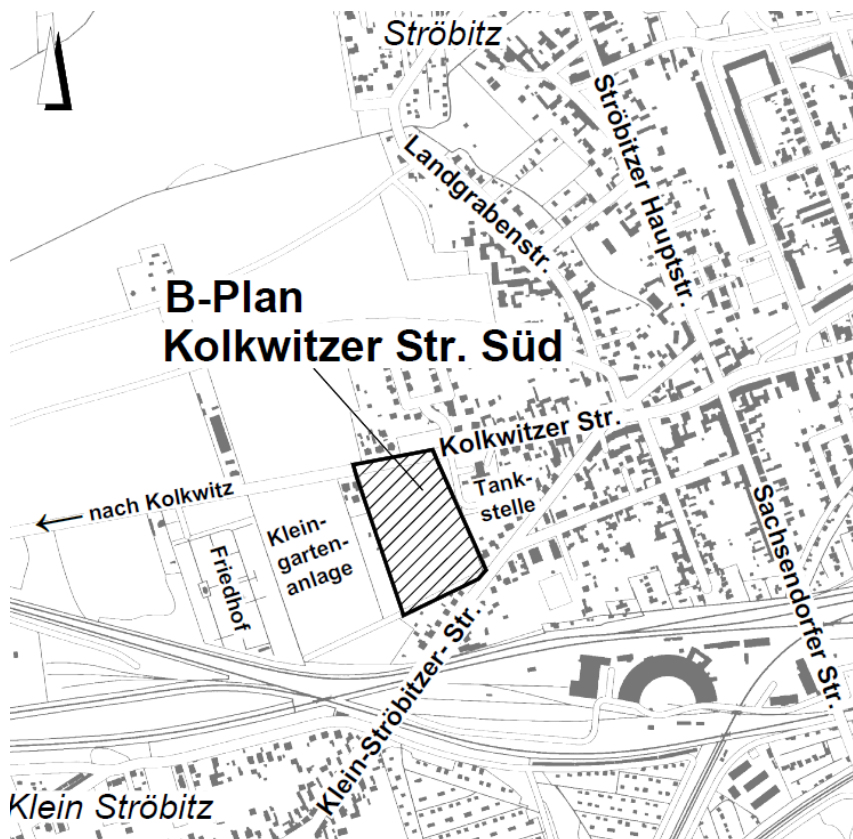 Ströbitz
Ströbitzer Hauptstr.
Landgrabenstr.
B-Plan
Kolkwitzer Str. Süd
Kolkwitzer Str.
← nach Kolkwitz
Tank-
stelle
Klein-
garten-
anlage
Friedhof
Sachsendorfer Str.
Klein-Ströbitzer- Str.
Klein Ströbitz